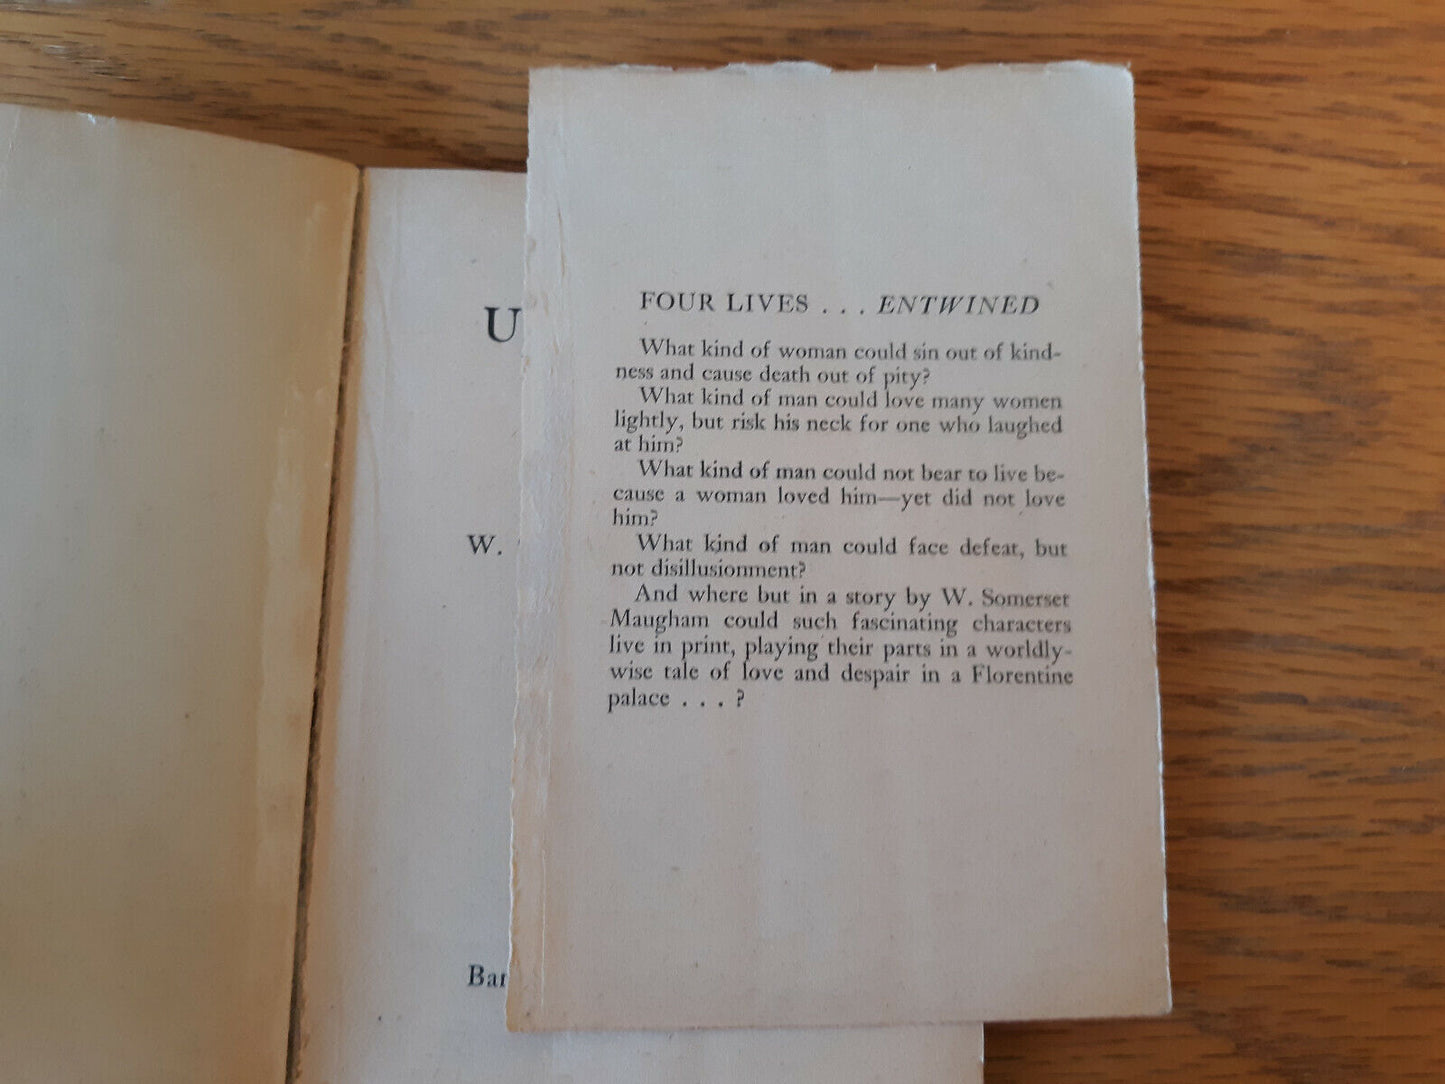 U
W.
Ban
FOUR LIVES . . . ENTWINED
What kind of woman could sin out of kind-
ness and cause death out of pity?
What kind of man could love many women
lightly, but risk his neck for one who laughed
at him?
What kind of man could not bear to live be-
cause a woman loved him—yet did not love
him?
What kind of man could face defeat, but
not disillusionment?
And where but in a story by W. Somerset
Maugham could such fascinating characters
live in print, playing their parts in a worldly-
wise tale of love and despair in a Florentine
palace . . . ?